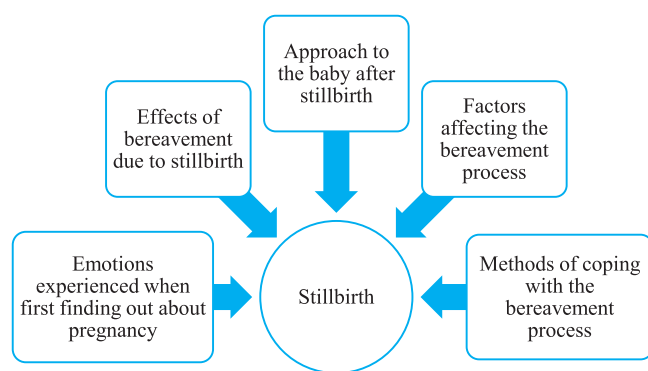 Approach to
the baby after
stillbirth
Effects of
bereavement
due to stillbirth
Factors
affecting the
bereavement
process
Emotions
experienced when
first finding out about
pregnancy
Stillbirth
Methods of coping
with the
bereavement
process